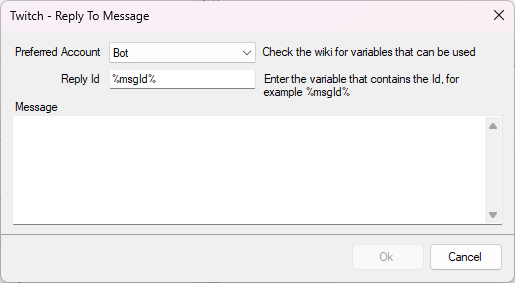 Twitch - Reply To Message
Preferred Account Bot Check the wiki for variables that can be used
Reply Id %msgId% Enter the variable that contains the Id, for
example %msgId%
Message
Ok Cancel